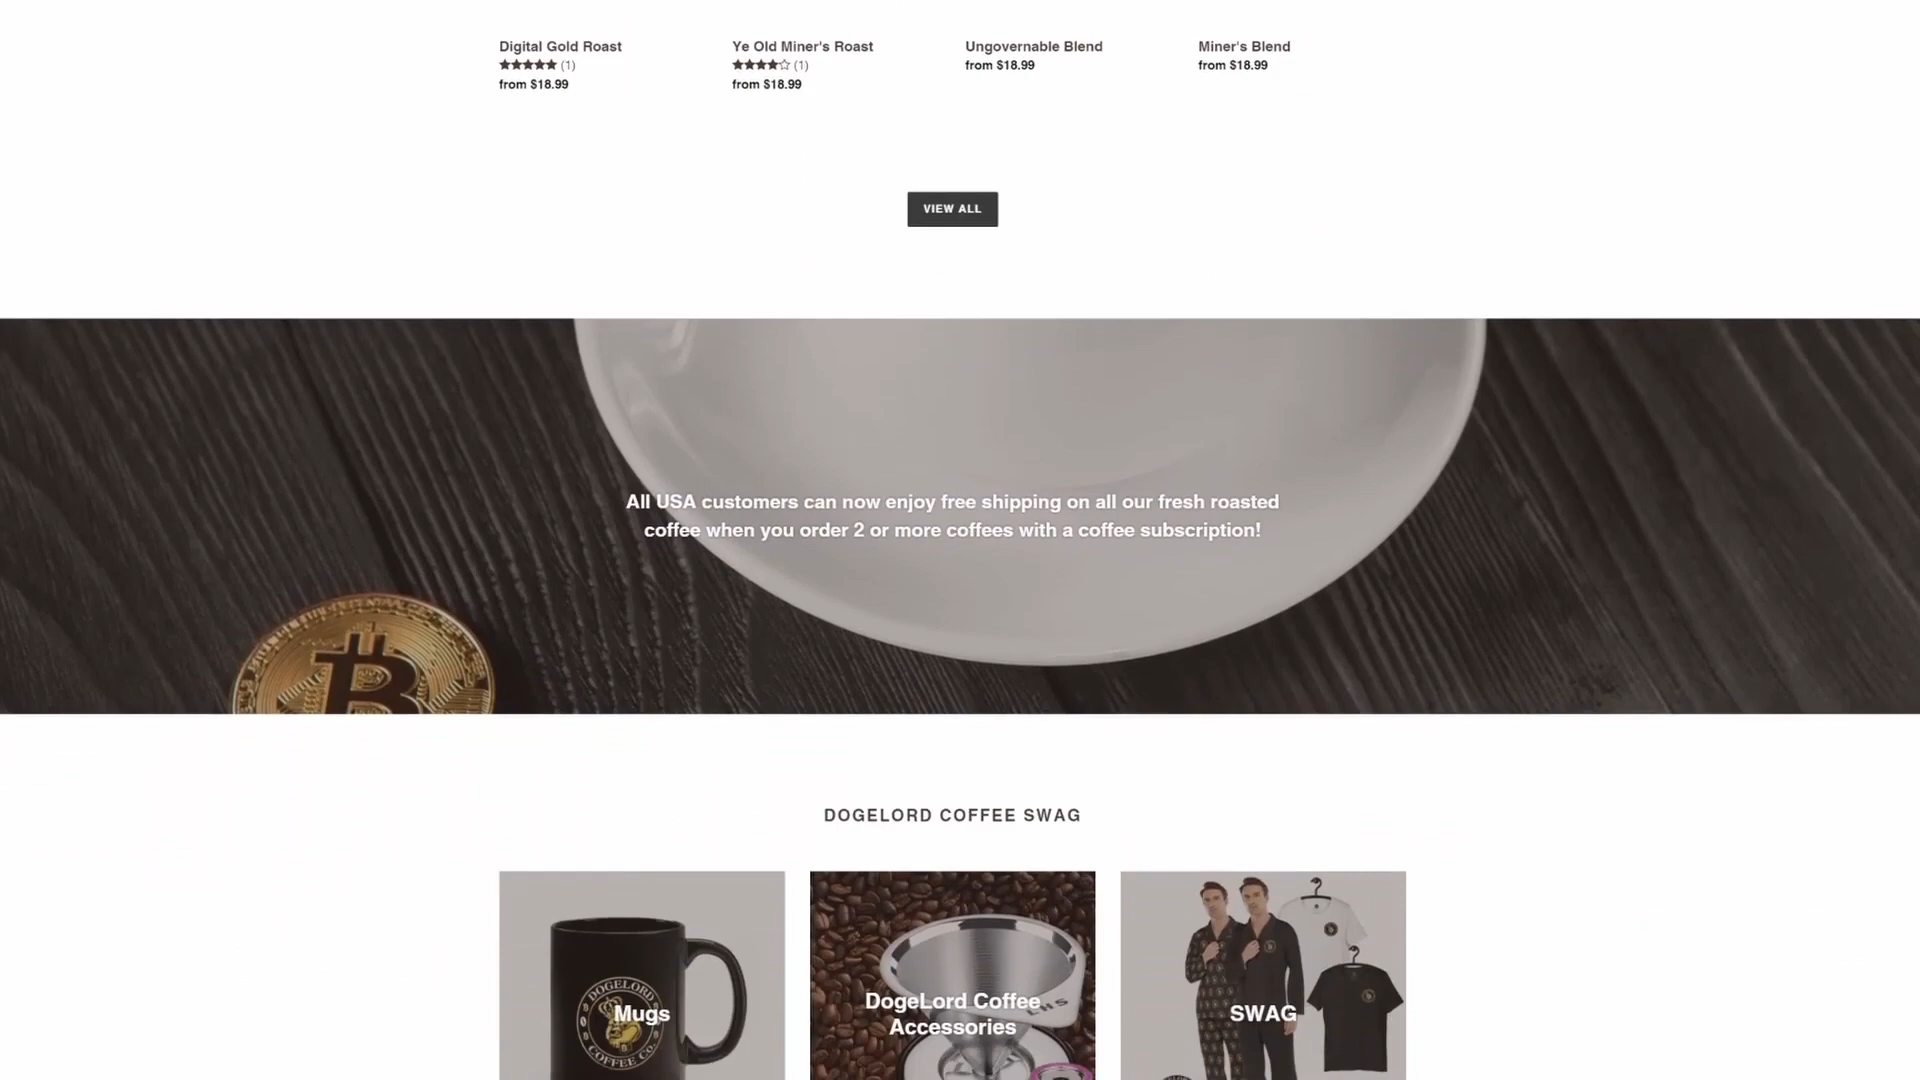 Digital Gold Roast
★★★★★ (1)
from $18.99
Ye Old Miner's Roast
★★★★☆ (1)
from $18.99
Ungovernable Blend
from $18.99
Miner's Blend
from $18.99
VIEW ALL
All USA customers can now enjoy free shipping on all our fresh roasted
coffee when you order 2 or more coffees with a coffee subscription!
DOGELORD COFFEE SWAG
DOGELORD
COFFEE CO.
Mugs
DogeLord Coffee
Accessories
SWAG